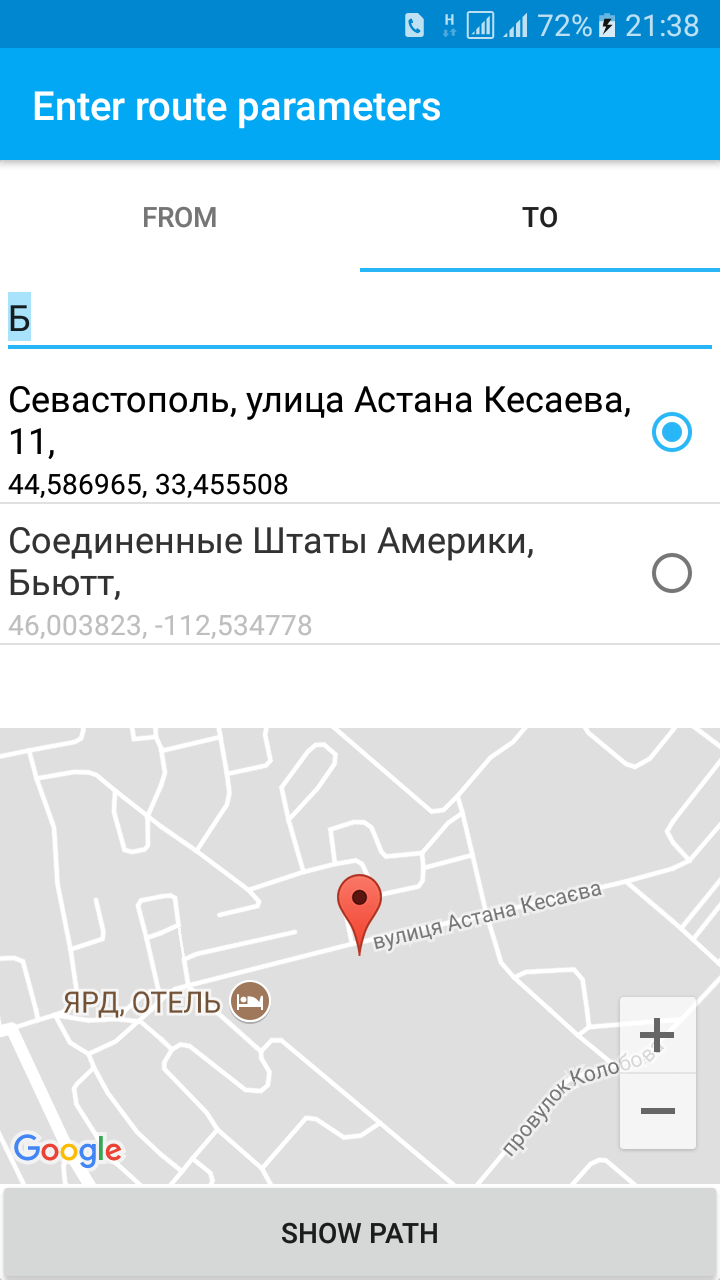 H 72% 21:38
Enter route parameters
FROM TO
Б
Севастополь, улица Астана Кесаева,
11,
44,586965, 33,455508
Соединенные Штаты Америки,
Бьютт,
46,003823, -112,534778
вулиця Астана Кесаєва
ЯРД, ОТЕЛЬ
провулок Колобова
Google
SHOW PATH